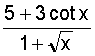 (5 + 3 cot x) / (1 + √x)